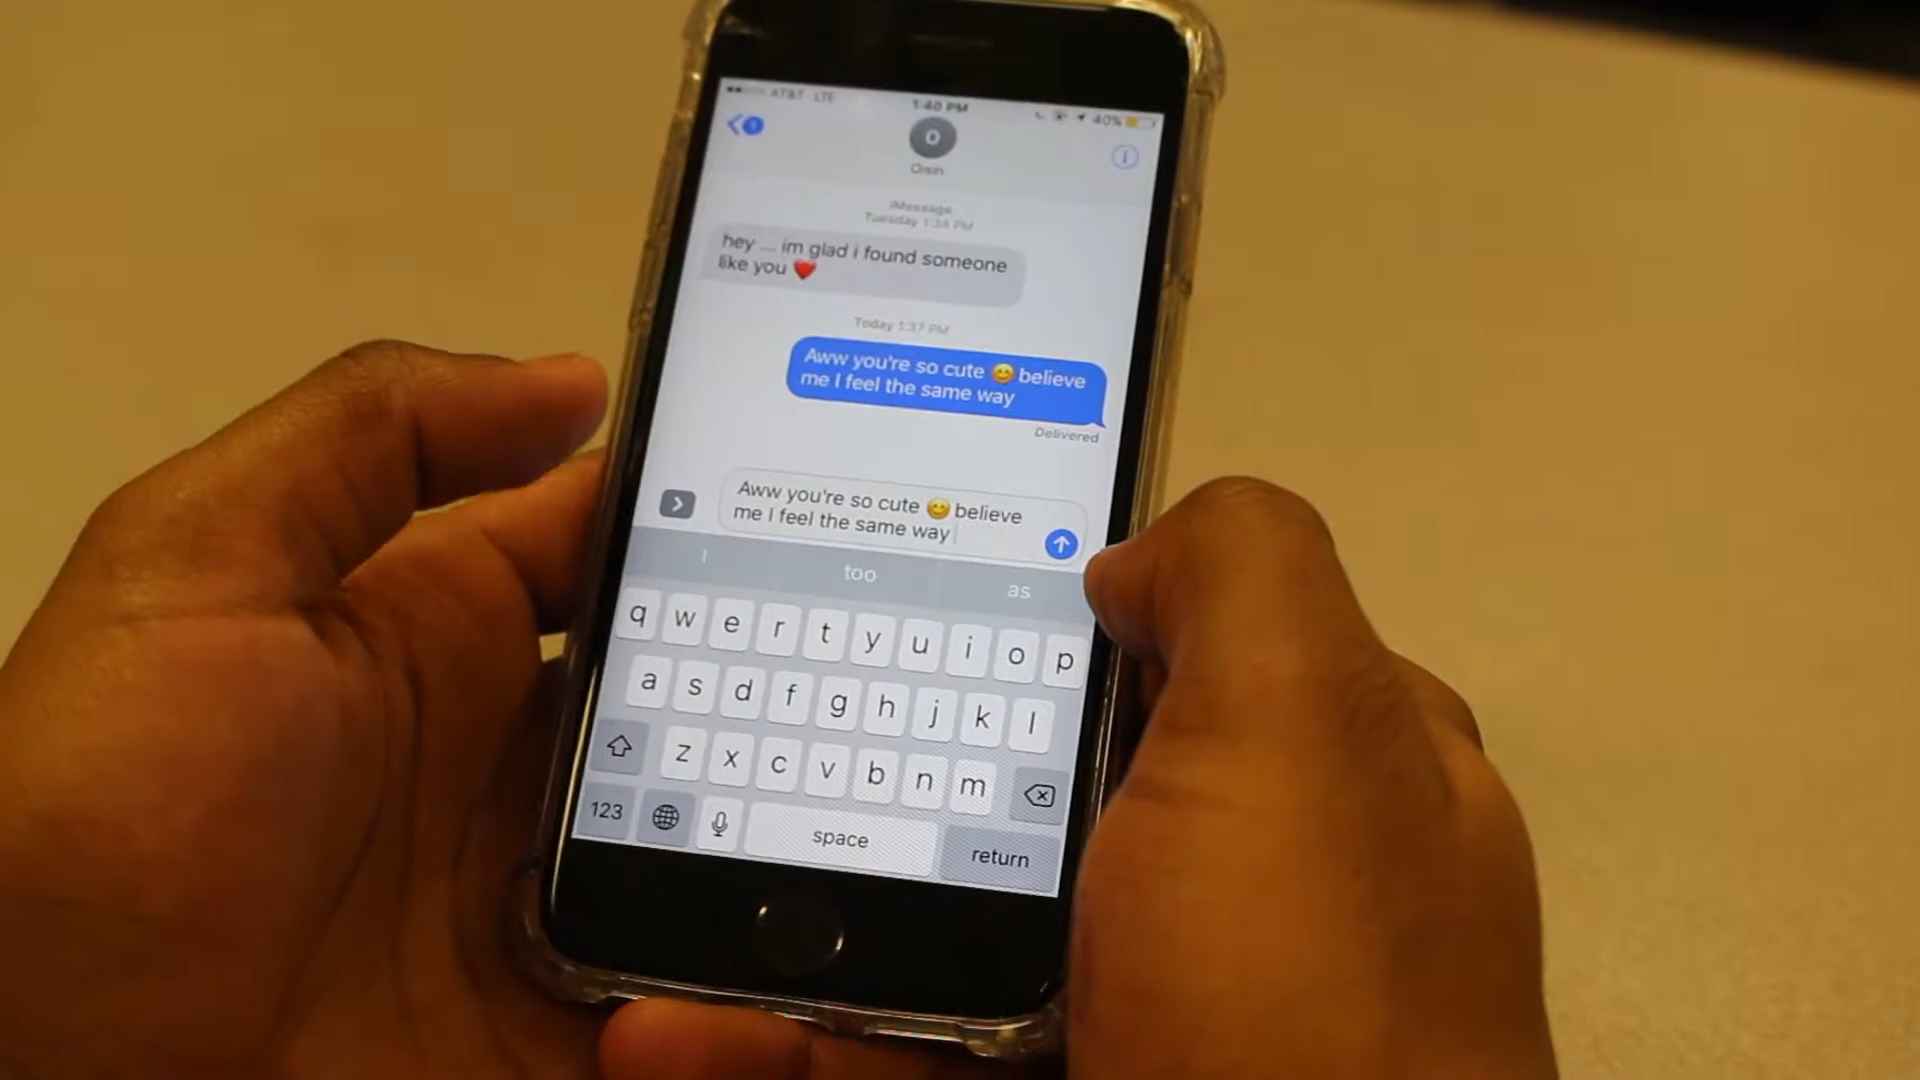 AT&T LTE
1:40 PM
40%
O
Oisin
iMessage
Tuesday 1:34 PM
hey ... im glad i found someone
like you ❤️
Today 1:37 PM
Aww you're so cute 😊 believe
me I feel the same way
Delivered
Aww you're so cute 😊 believe
me I feel the same way
I too as
q w e r t y u i o p
a s d f g h j k l
z x c v b n m
123 space return